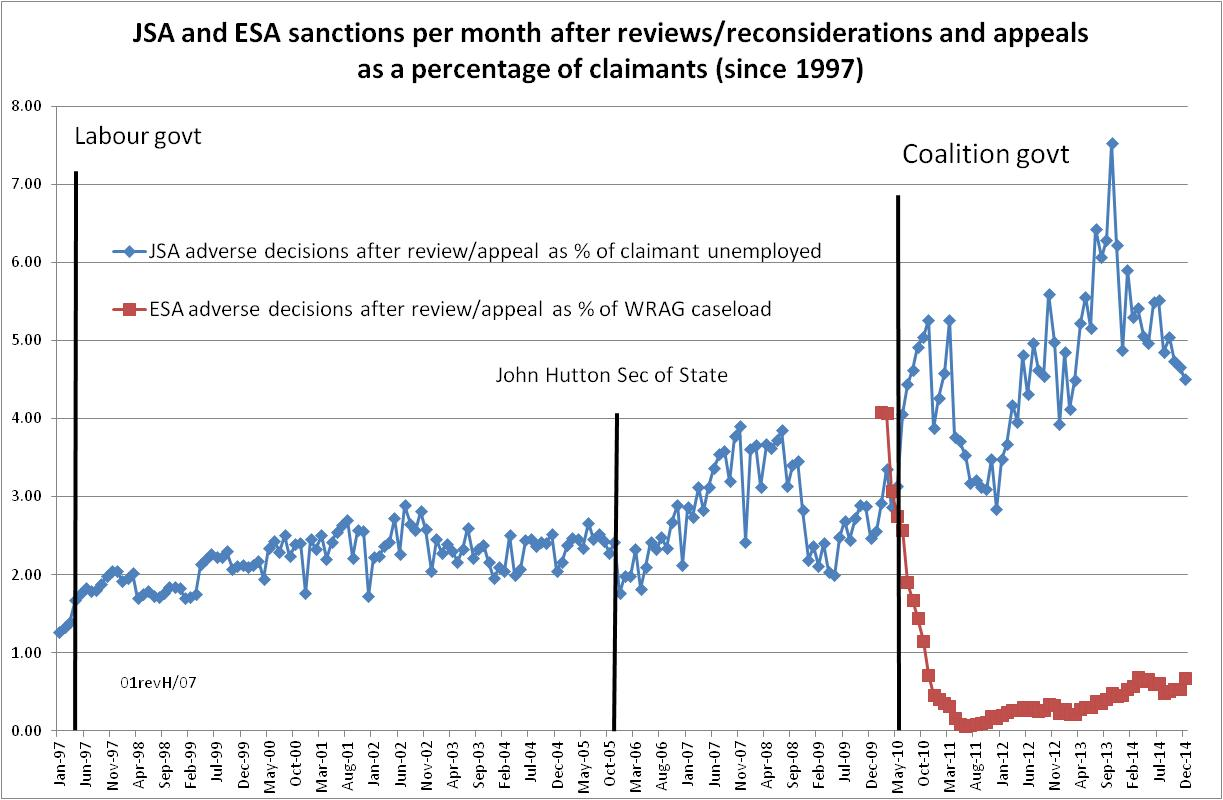 JSA and ESA sanctions per month after reviews/reconsiderations and appeals
as a percentage of claimants (since 1997)
8.00
7.00
6.00
5.00
4.00
3.00
2.00
1.00
0.00
Labour govt
Coalition govt
JSA adverse decisions after review/appeal as % of claimant unemployed
ESA adverse decisions after review/appeal as % of WRAG caseload
John Hutton Sec of State
01revH/07
Jan-97
Jun-97
Nov-97
Apr-98
Sep-98
Feb-99
Jul-99
Dec-99
May-00
Oct-00
Mar-01
Aug-01
Jan-02
Jun-02
Nov-02
Apr-03
Sep-03
Feb-04
Jul-04
Dec-04
May-05
Oct-05
Mar-06
Aug-06
Jan-07
Jun-07
Nov-07
Apr-08
Sep-08
Feb-09
Jul-09
Dec-09
May-10
Oct-10
Mar-11
Aug-11
Jan-12
Jun-12
Nov-12
Apr-13
Sep-13
Feb-14
Jul-14
Dec-14